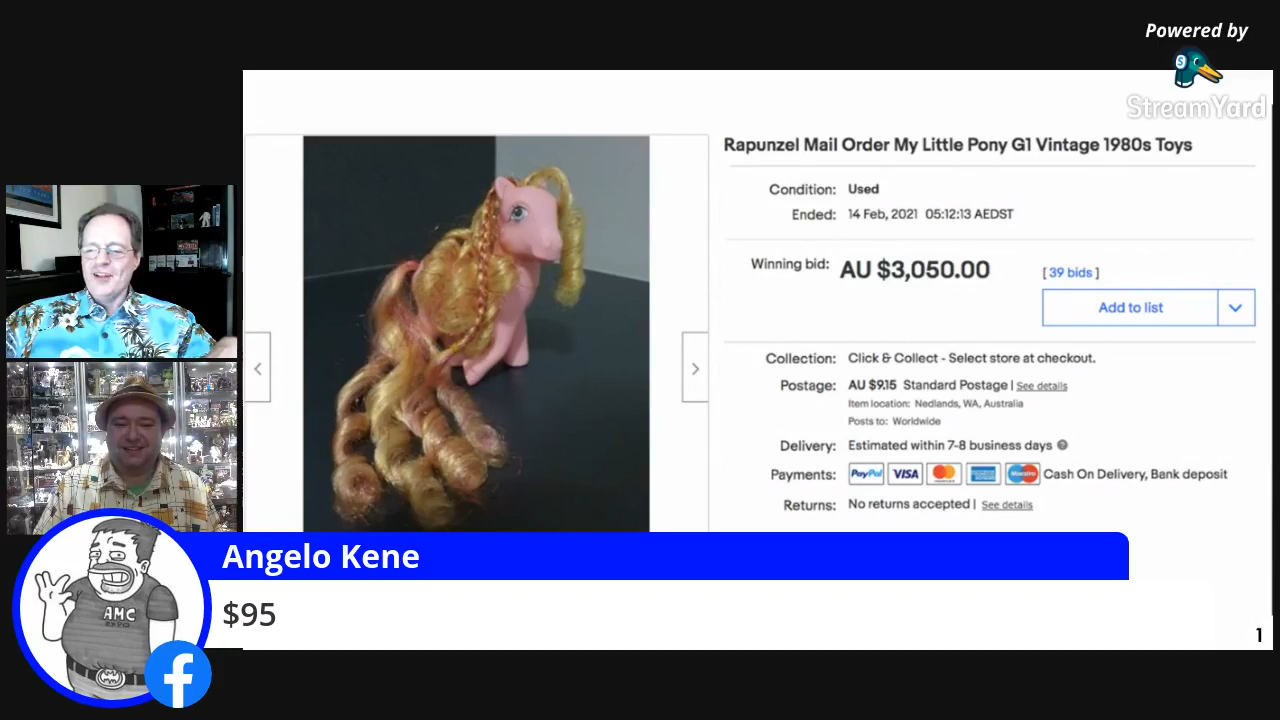 Powered by
StreamYard
Rapunzel Mail Order My Little Pony G1 Vintage 1980s Toys
Condition: Used
Ended: 14 Feb, 2021 05:12:13 AEDST
Winning bid: AU $3,050.00 [ 39 bids ]
Add to list
Collection: Click & Collect - Select store at checkout.
Postage: AU $9.15 Standard Postage | See details
Item location: Nedlands, WA, Australia
Posts to: Worldwide
Delivery: Estimated within 7-8 business days
Payments: PayPal VISA Maestro Cash On Delivery, Bank deposit
Returns: No returns accepted | See details
Angelo Kene
$95
AMC
1